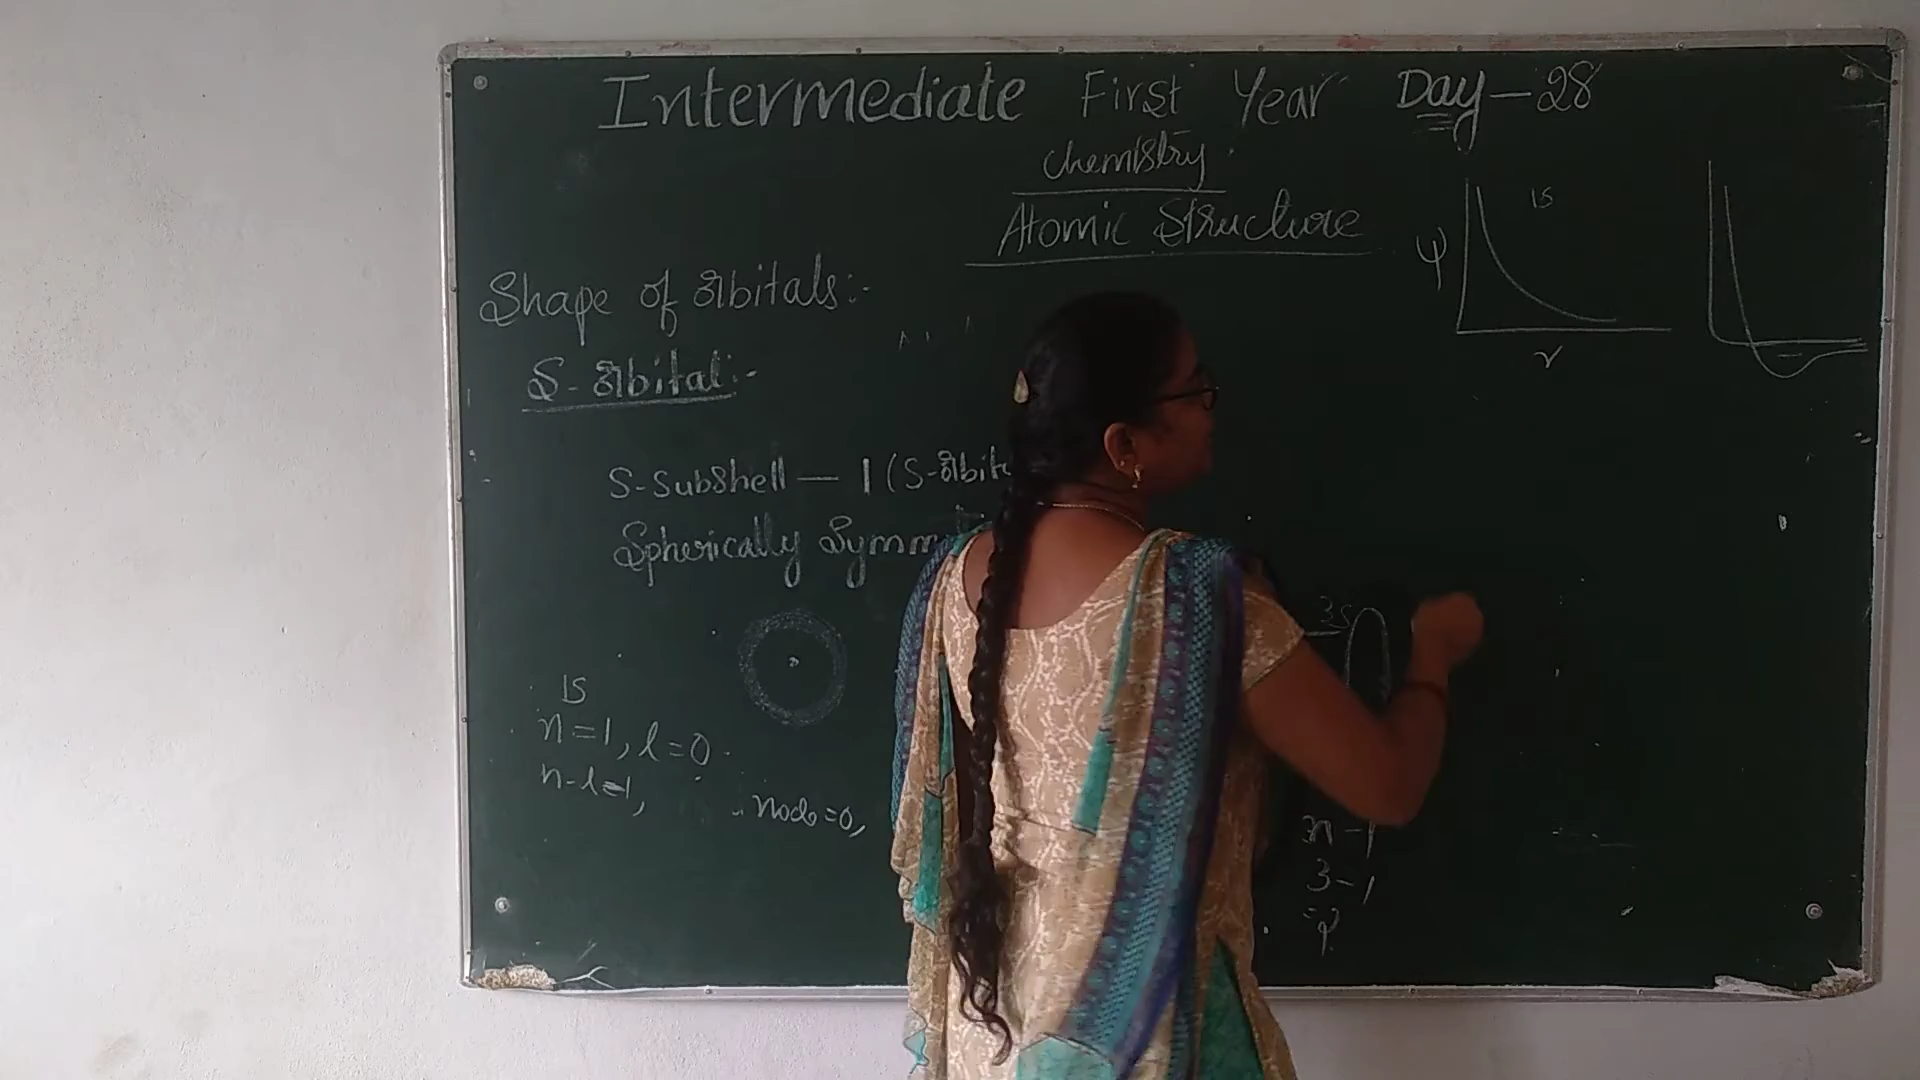 Intermediate First Year Day-28
Chemistry
Atomic Structure
1S
ψ
r
Shape of orbitals:-
S-orbital:-
S-Subshell — 1 (S-orbit
Spherically Symm
3S
1S
n=1, l=0
n-l=1,
node=0,
n-1
3-1
2